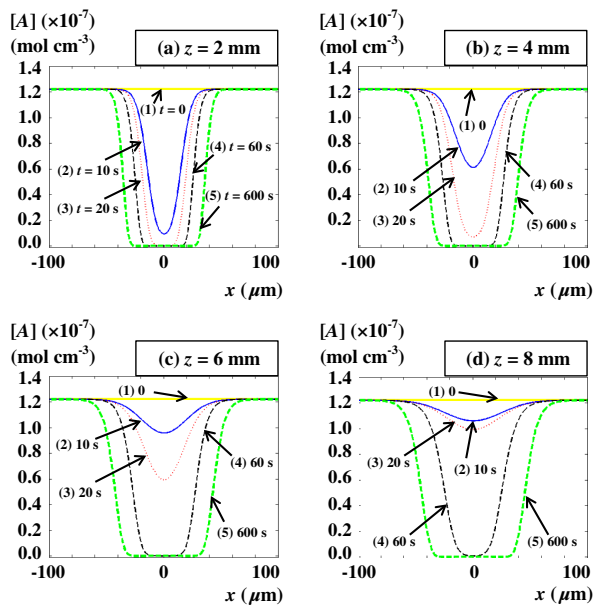 [A] (×10⁻⁷)
(mol cm⁻³)
(a) z = 2 mm
1.4
1.2
1.0
0.8
0.6
0.4
0.2
0.0
(1) t = 0
(2) t = 10 s
(3) t = 20 s
(4) t = 60 s
(5) t = 600 s
-100
0
100
x (μm)
[A] (×10⁻⁷)
(mol cm⁻³)
(b) z = 4 mm
1.4
1.2
1.0
0.8
0.6
0.4
0.2
0.0
(1) 0
(2) 10 s
(3) 20 s
(4) 60 s
(5) 600 s
-100
0
100
x (μm)
[A] (×10⁻⁷)
(mol cm⁻³)
(c) z = 6 mm
1.4
1.2
1.0
0.8
0.6
0.4
0.2
0.0
(1) 0
(2) 10 s
(3) 20 s
(4) 60 s
(5) 600 s
-100
0
100
x (μm)
[A] (×10⁻⁷)
(mol cm⁻³)
(d) z = 8 mm
1.4
1.2
1.0
0.8
0.6
0.4
0.2
0.0
(1) 0
(3) 20 s
(2) 10 s
(4) 60 s
(5) 600 s
-100
0
100
x (μm)